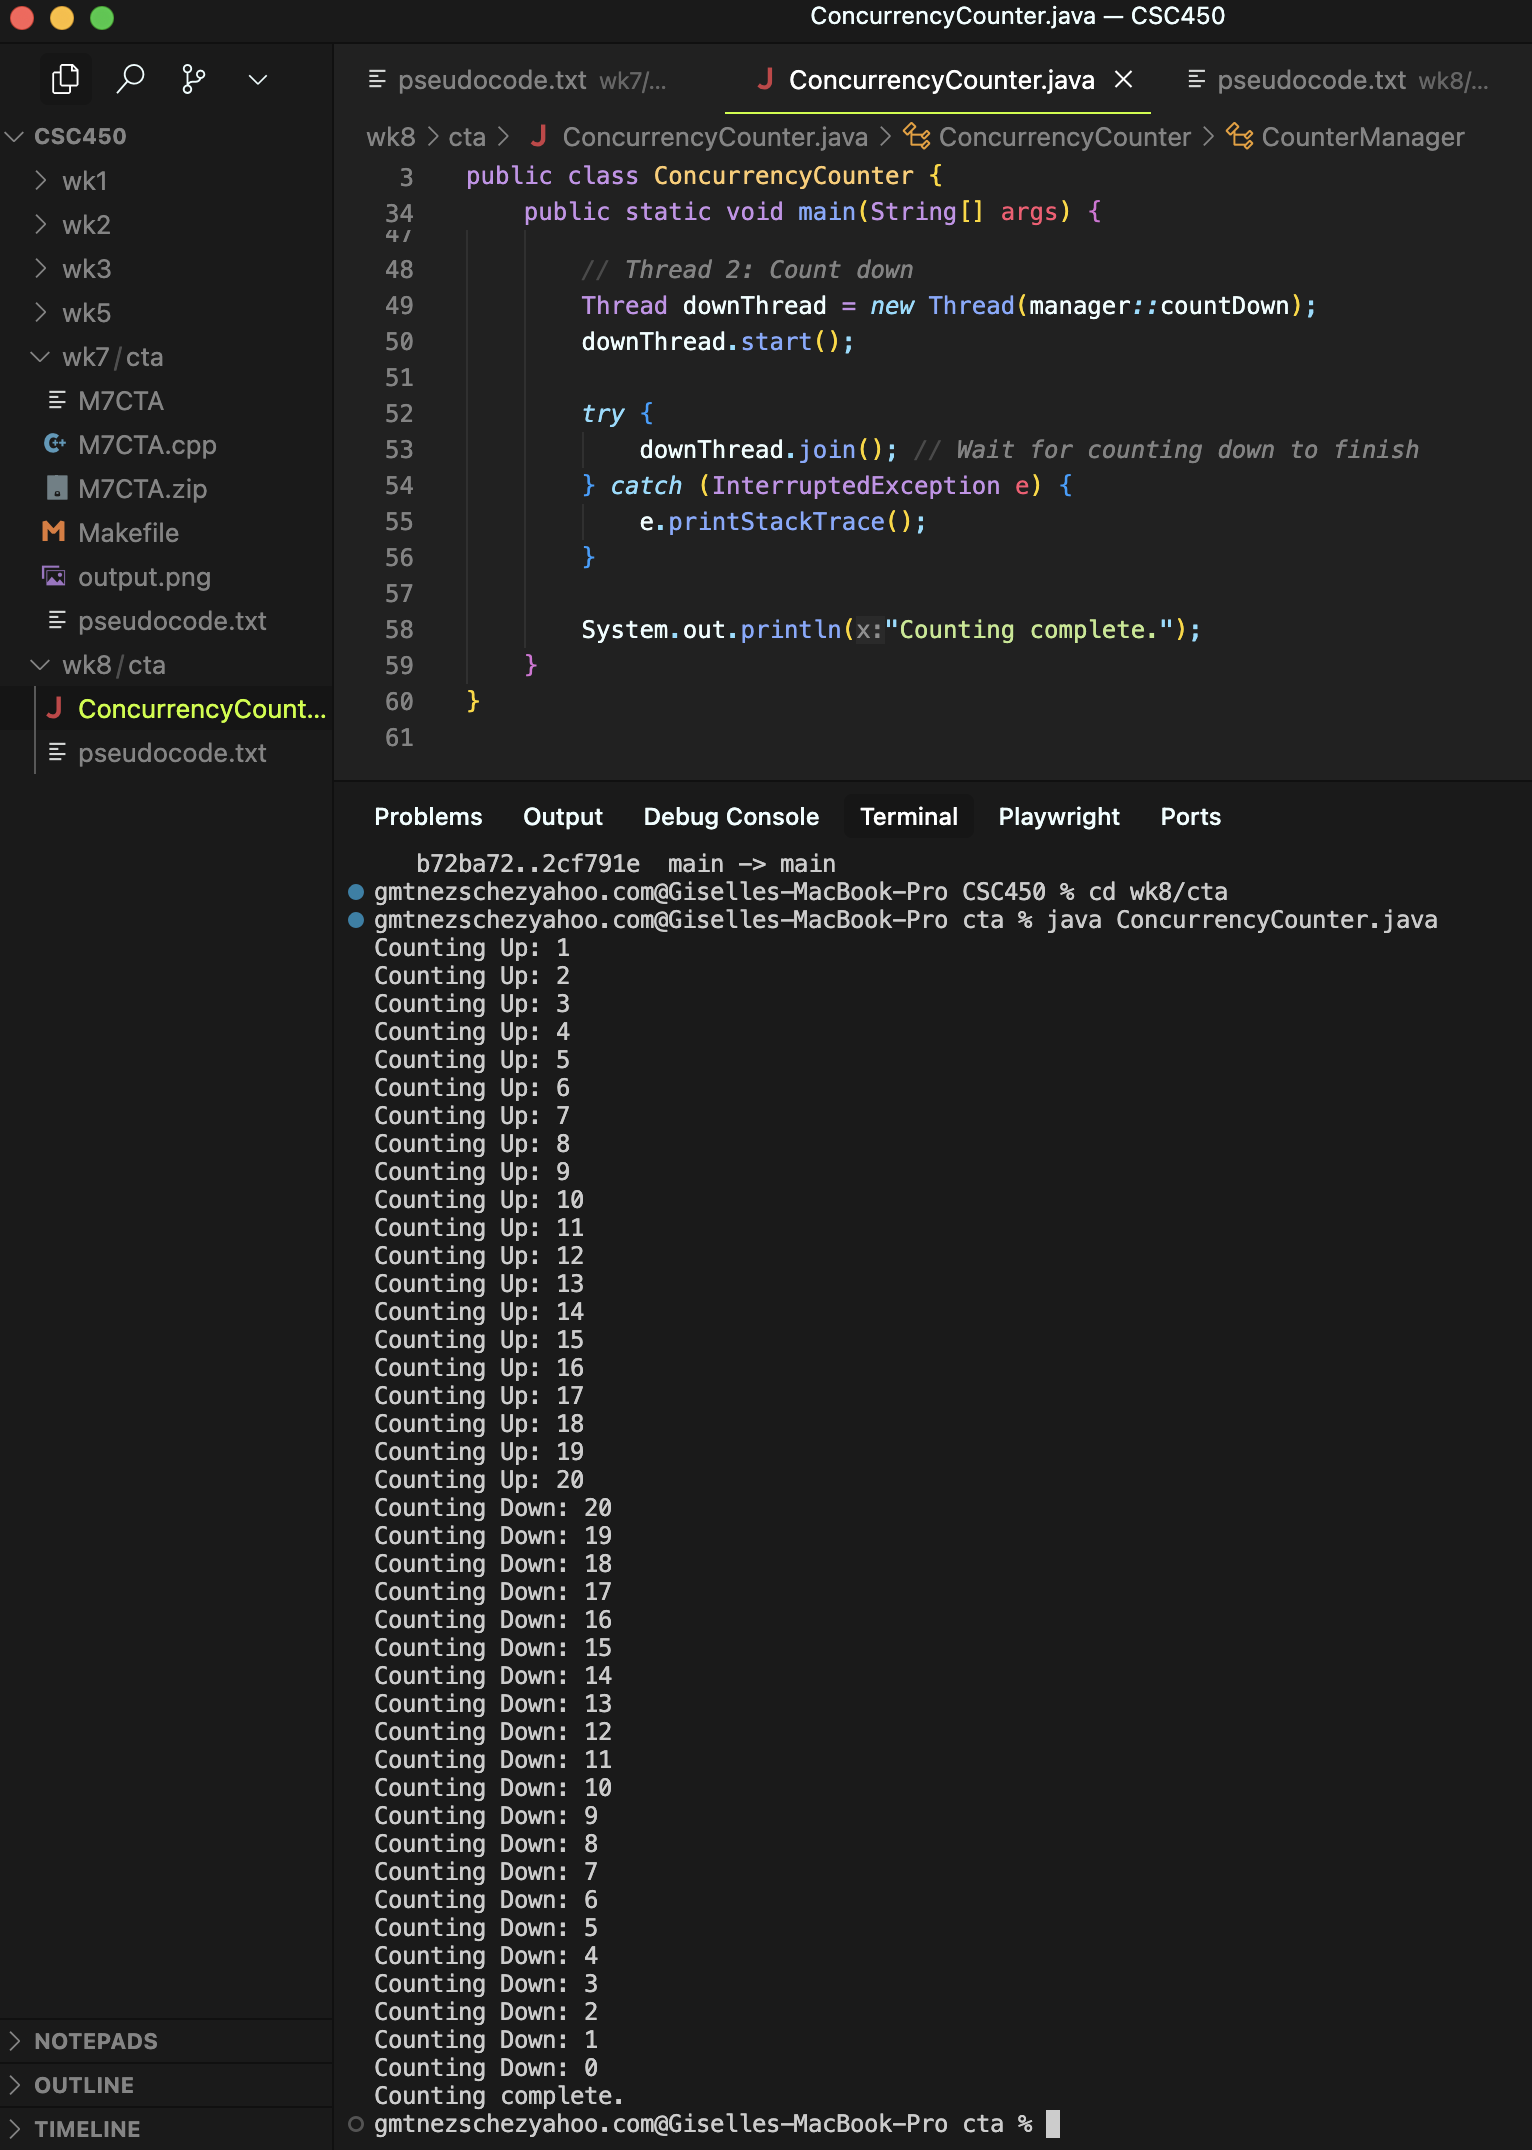 ConcurrencyCounter.java — CSC450
pseudocode.txt wk7/...
ConcurrencyCounter.java
pseudocode.txt wk8/...
CSC450
wk1
wk2
wk3
wk5
wk7/cta
M7CTA
M7CTA.cpp
M7CTA.zip
Makefile
output.png
pseudocode.txt
wk8/cta
ConcurrencyCount...
pseudocode.txt
NOTEPADS
OUTLINE
TIMELINE
wk8 > cta > J ConcurrencyCounter.java > ConcurrencyCounter > CounterManager
3 public class ConcurrencyCounter {
34 public static void main(String[] args) {
47
48 // Thread 2: Count down
49 Thread downThread = new Thread(manager::countDown);
50 downThread.start();
51
52 try {
53 downThread.join(); // Wait for counting down to finish
54 } catch (InterruptedException e) {
55 e.printStackTrace();
56 }
57
58 System.out.println(x:"Counting complete.");
59 }
60 }
61
Problems Output Debug Console Terminal Playwright Ports
b72ba72..2cf791e main -> main
gmtnezschezyahoo.com@Giselles-MacBook-Pro CSC450 % cd wk8/cta
gmtnezschezyahoo.com@Giselles-MacBook-Pro cta % java ConcurrencyCounter.java
Counting Up: 1
Counting Up: 2
Counting Up: 3
Counting Up: 4
Counting Up: 5
Counting Up: 6
Counting Up: 7
Counting Up: 8
Counting Up: 9
Counting Up: 10
Counting Up: 11
Counting Up: 12
Counting Up: 13
Counting Up: 14
Counting Up: 15
Counting Up: 16
Counting Up: 17
Counting Up: 18
Counting Up: 19
Counting Up: 20
Counting Down: 20
Counting Down: 19
Counting Down: 18
Counting Down: 17
Counting Down: 16
Counting Down: 15
Counting Down: 14
Counting Down: 13
Counting Down: 12
Counting Down: 11
Counting Down: 10
Counting Down: 9
Counting Down: 8
Counting Down: 7
Counting Down: 6
Counting Down: 5
Counting Down: 4
Counting Down: 3
Counting Down: 2
Counting Down: 1
Counting Down: 0
Counting complete.
gmtnezschezyahoo.com@Giselles-MacBook-Pro cta %